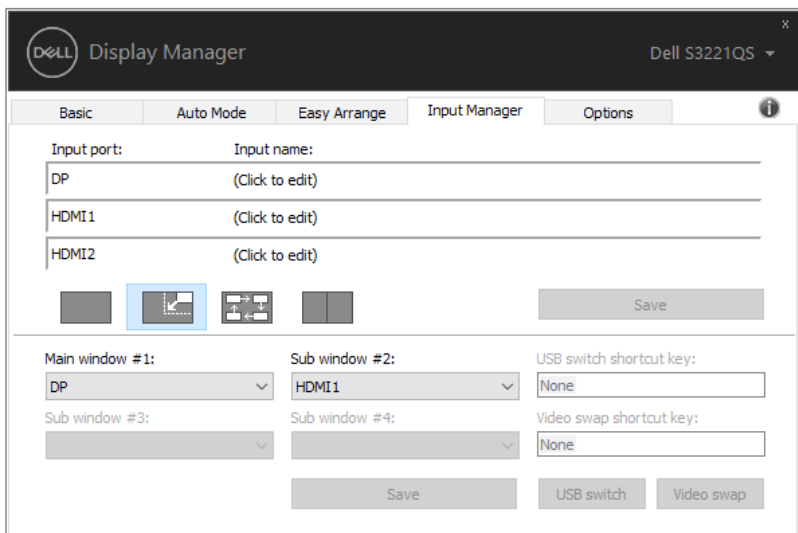 x
DELL Display Manager Dell S3221QS
Basic Auto Mode Easy Arrange Input Manager Options i
Input port: Input name:
DP (Click to edit)
HDMI1 (Click to edit)
HDMI2 (Click to edit)
Save
Main window #1: Sub window #2: USB switch shortcut key:
DP HDMI1 None
Sub window #3: Sub window #4: Video swap shortcut key:
None
Save USB switch Video swap